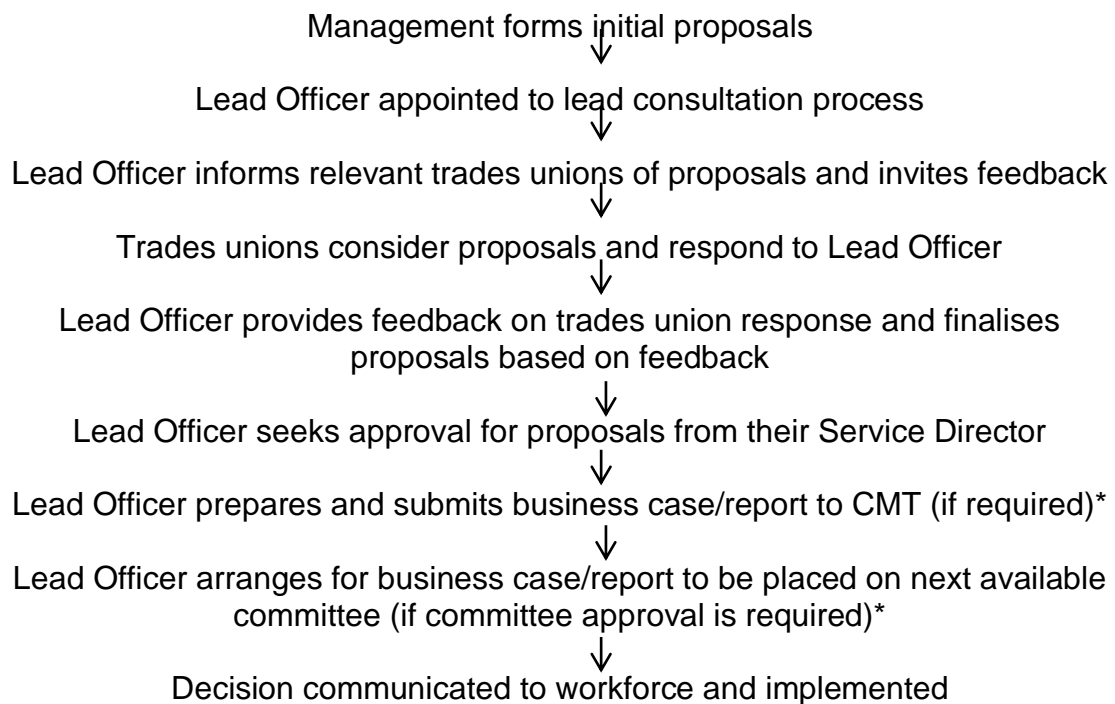 Management forms initial proposals
Lead Officer appointed to lead consultation process
Lead Officer informs relevant trades unions of proposals and invites feedback
Trades unions consider proposals and respond to Lead Officer
Lead Officer provides feedback on trades union response and finalises
proposals based on feedback
Lead Officer seeks approval for proposals from their Service Director
Lead Officer prepares and submits business case/report to CMT (if required)*
Lead Officer arranges for business case/report to be placed on next available
committee (if committee approval is required)*
Decision communicated to workforce and implemented